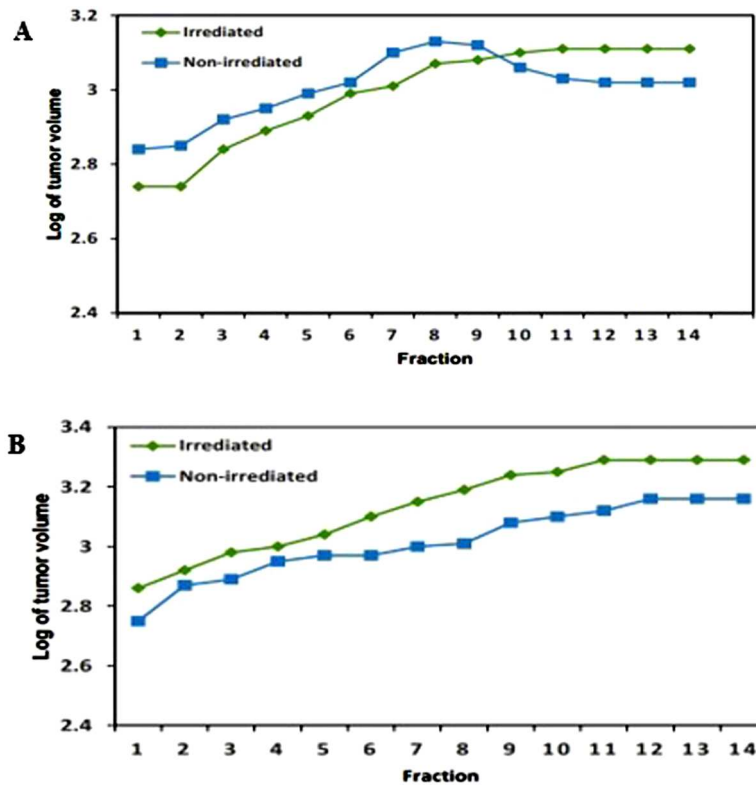 A
Irrediated
Non-irrediated
Log of tumor volume
3.2
3
2.8
2.6
2.4
1 2 3 4 5 6 7 8 9 10 11 12 13 14
Fraction
B
Irrediated
Non-irrediated
Log of tumor volume
3.4
3.2
3
2.8
2.6
2.4
1 2 3 4 5 6 7 8 9 10 11 12 13 14
Fraction